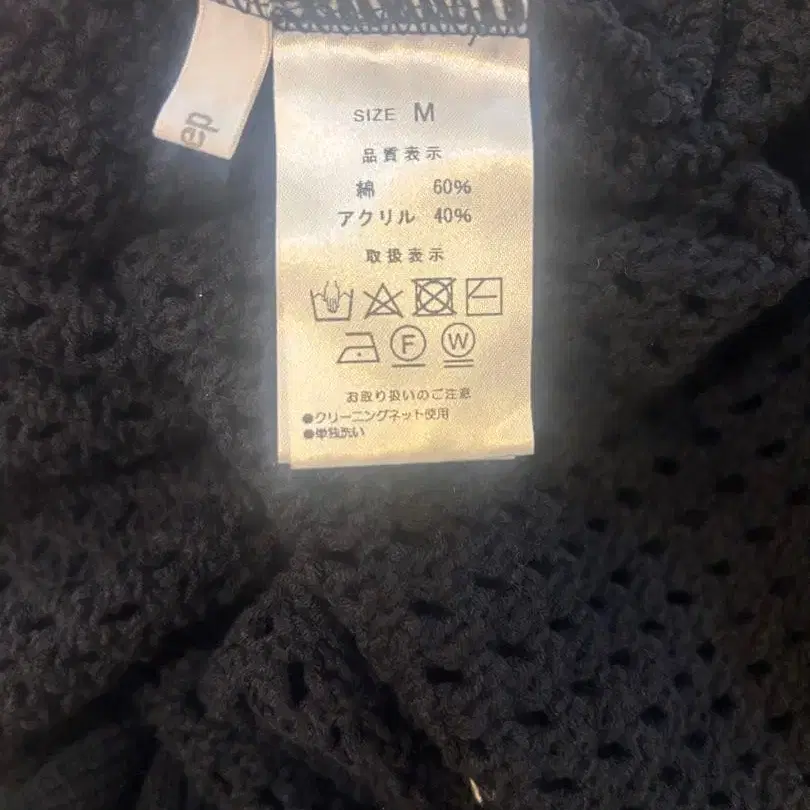 ep
SIZE M
品質表示
綿 60%
アクリル 40%
取扱表示
F W
お取り扱いのご注意
●クリーニングネット使用
●単独洗い